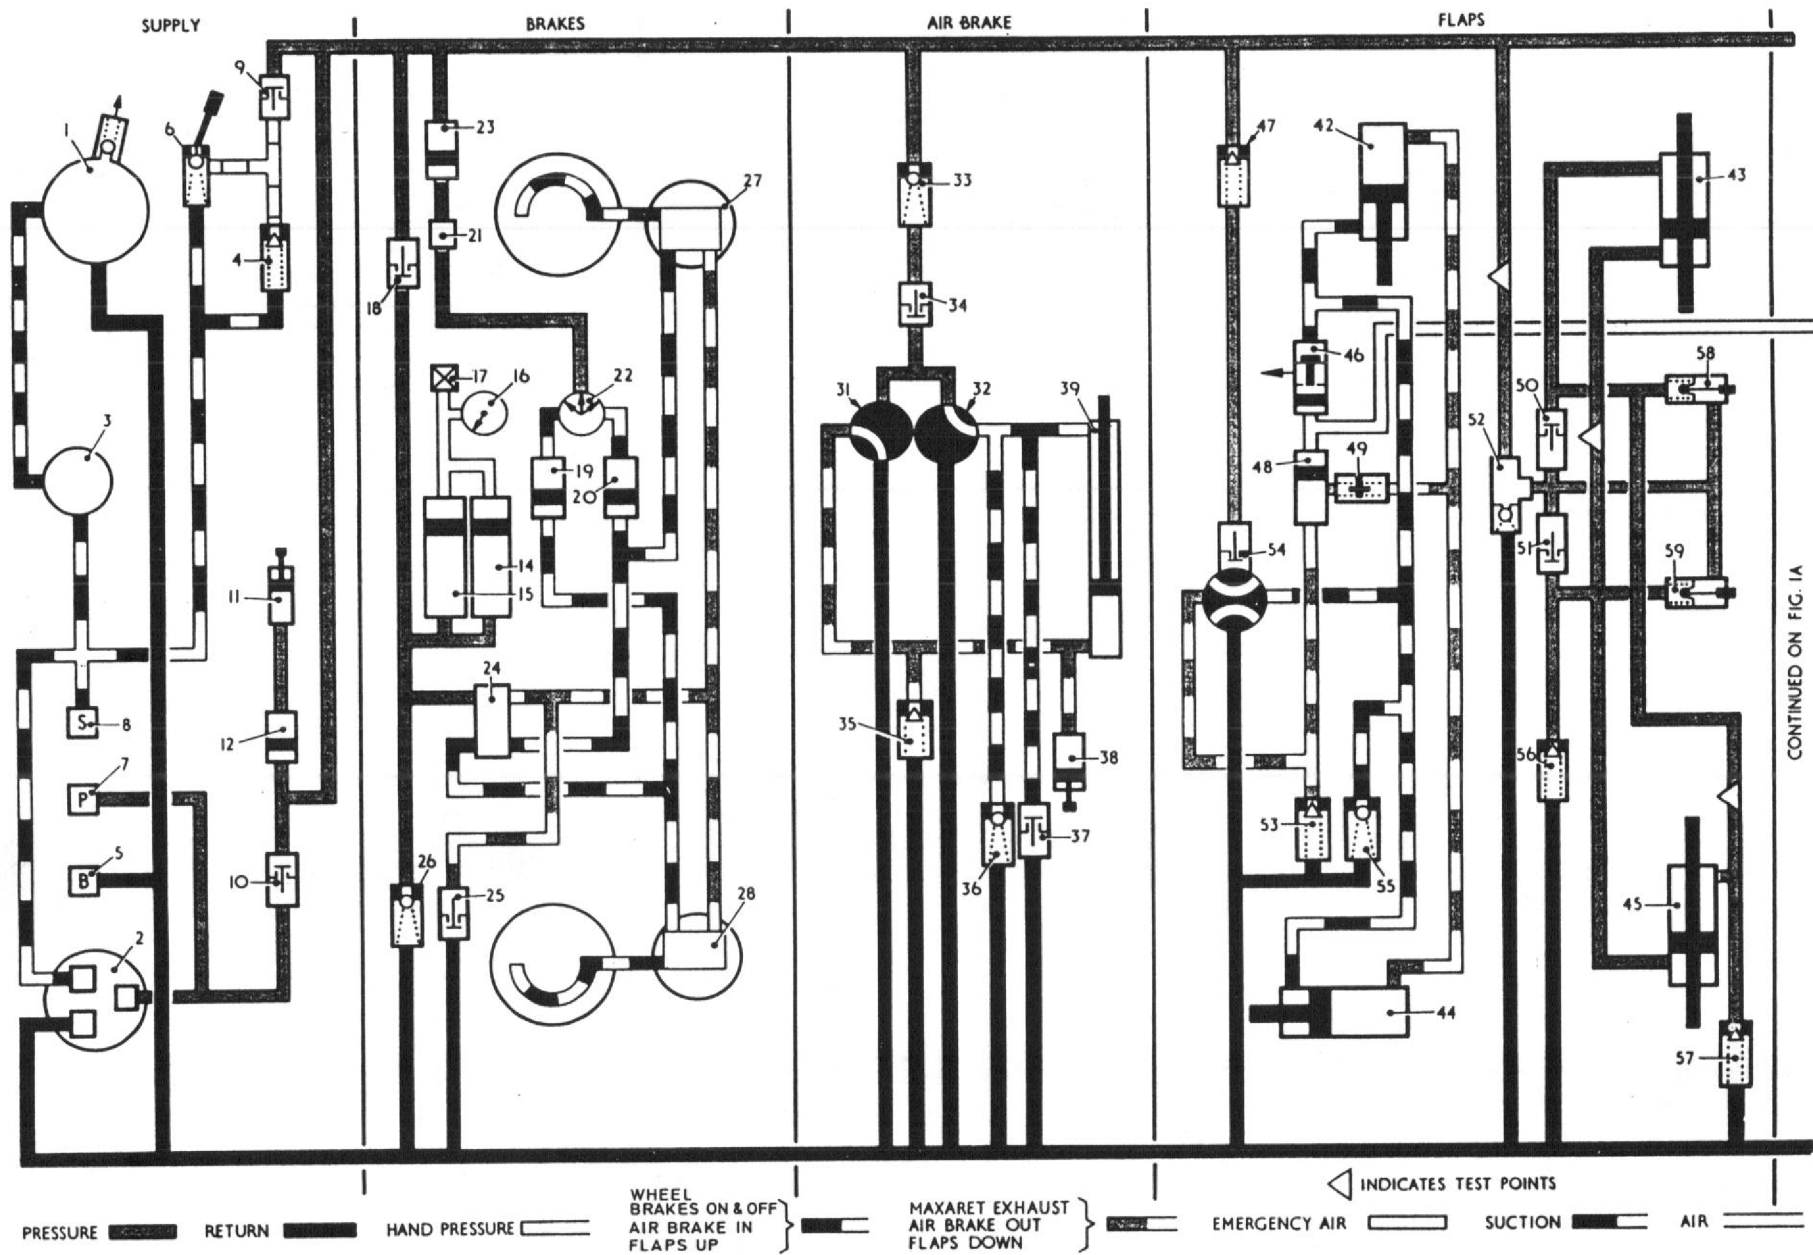 SUPPLY
BRAKES
AIR BRAKE
FLAPS
1
6
9
4
3
8
S
7
P
5
B
2
11
12
10
23
21
18
17
16
22
19
20
14
15
24
26
25
27
28
33
34
31
32
39
35
36
37
38
47
42
46
48
49
54
53
55
44
43
50
52
51
58
59
56
45
57
CONTINUED ON FIG. 1A
INDICATES TEST POINTS
PRESSURE
RETURN
HAND PRESSURE
WHEEL
BRAKES ON & OFF
AIR BRAKE IN
FLAPS UP
MAXARET EXHAUST
AIR BRAKE OUT
FLAPS DOWN
EMERGENCY AIR
SUCTION
AIR